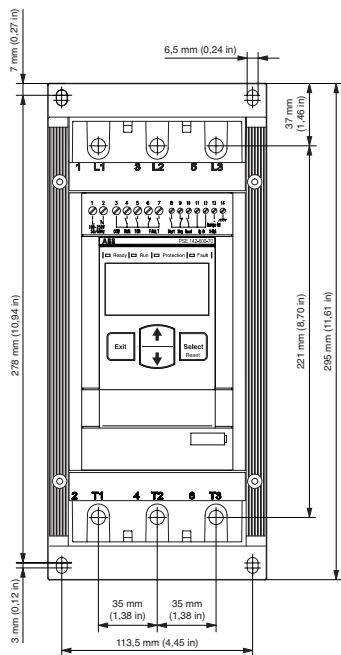 6,5 mm (0,24 in)
7 mm (0,27 in)
37 mm
(1,46 in)
1 L1 3 L2 5 L3
1 2 3 4 5 6 7 8 9 10 11 12 13 14
FAULT
Start Stop Reset
ABB
PSE 142-600-70
Ready Run Protection Fault
Exit
Select
Reset
278 mm (10,94 in)
221 mm (8,70 in)
295 mm (11,61 in)
2 T1 4 T2 6 T3
3 mm (0,12 in)
35 mm
(1,38 in)
35 mm
(1,38 in)
113,5 mm (4,45 in)